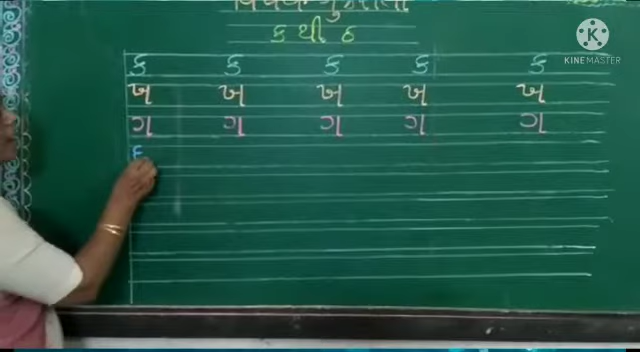 ક થી ઠ
ક ક ક ક ક
ખ ખ ખ ખ ખ
ગ ગ ગ ગ ગ
KINEMASTER